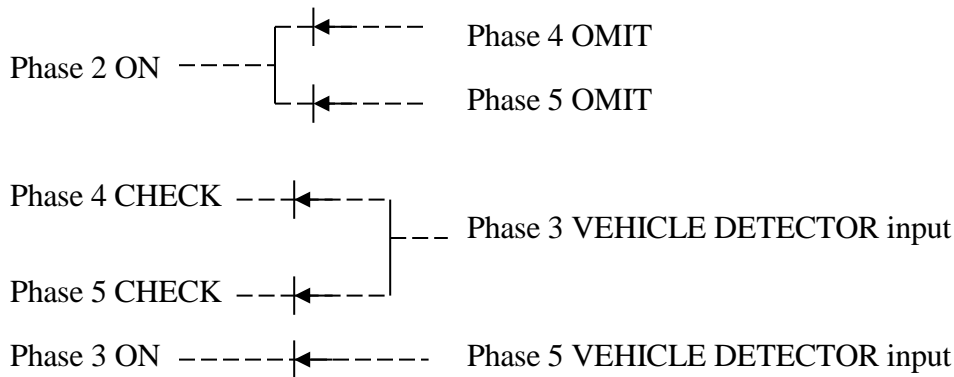 Phase 4 OMIT
Phase 2 ON
Phase 5 OMIT
Phase 4 CHECK
Phase 3 VEHICLE DETECTOR input
Phase 5 CHECK
Phase 3 ON
Phase 5 VEHICLE DETECTOR input